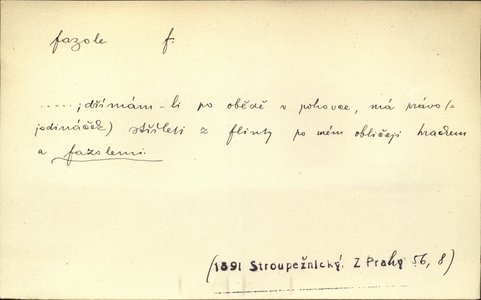 fazole f.
.....; dřímám-li po obědě v pohovce, má právo (=
jedináček) stříleti z flinty po mém obličeji hrachem
a fazolemi.
(1891 Stroupežnický. Z Prahy 56, 8)